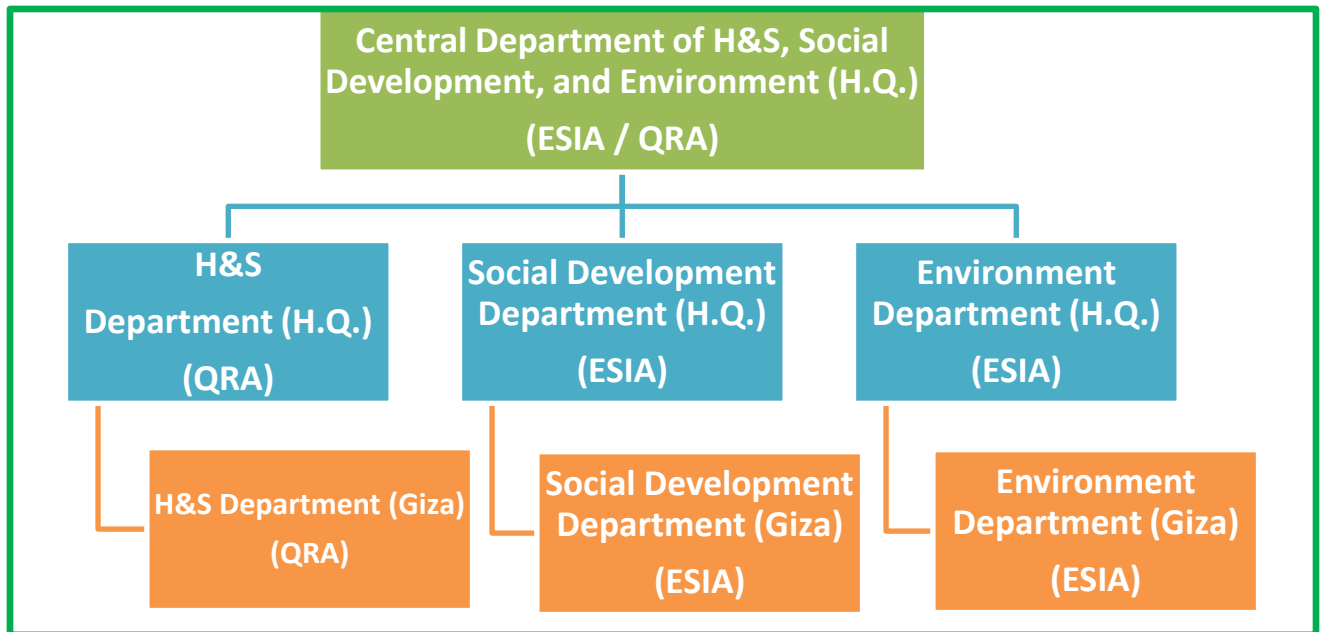 Central Department of H&S, Social
Development, and Environment (H.Q.)
(ESIA / QRA)
H&S
Department (H.Q.)
(QRA)
Social Development
Department (H.Q.)
(ESIA)
Environment
Department (H.Q.)
(ESIA)
H&S Department (Giza)
(QRA)
Social Development
Department (Giza)
(ESIA)
Environment
Department (Giza)
(ESIA)